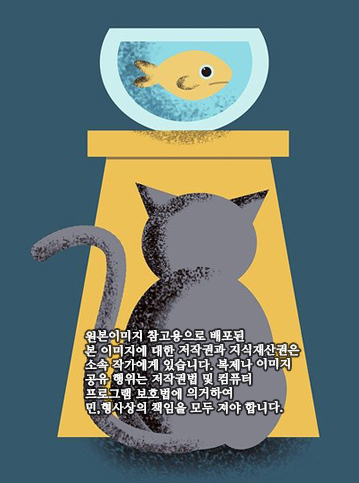 원본이미지 참고용으로 배포된
본 이미지에 대한 저작권과 지식재산권은
소속 작가에게 있습니다. 복제나 이미지
공유 행위는 저작권법 및 컴퓨터
프로그램 보호법에 의거하여
민,형사상의 책임을 모두 져야 합니다.